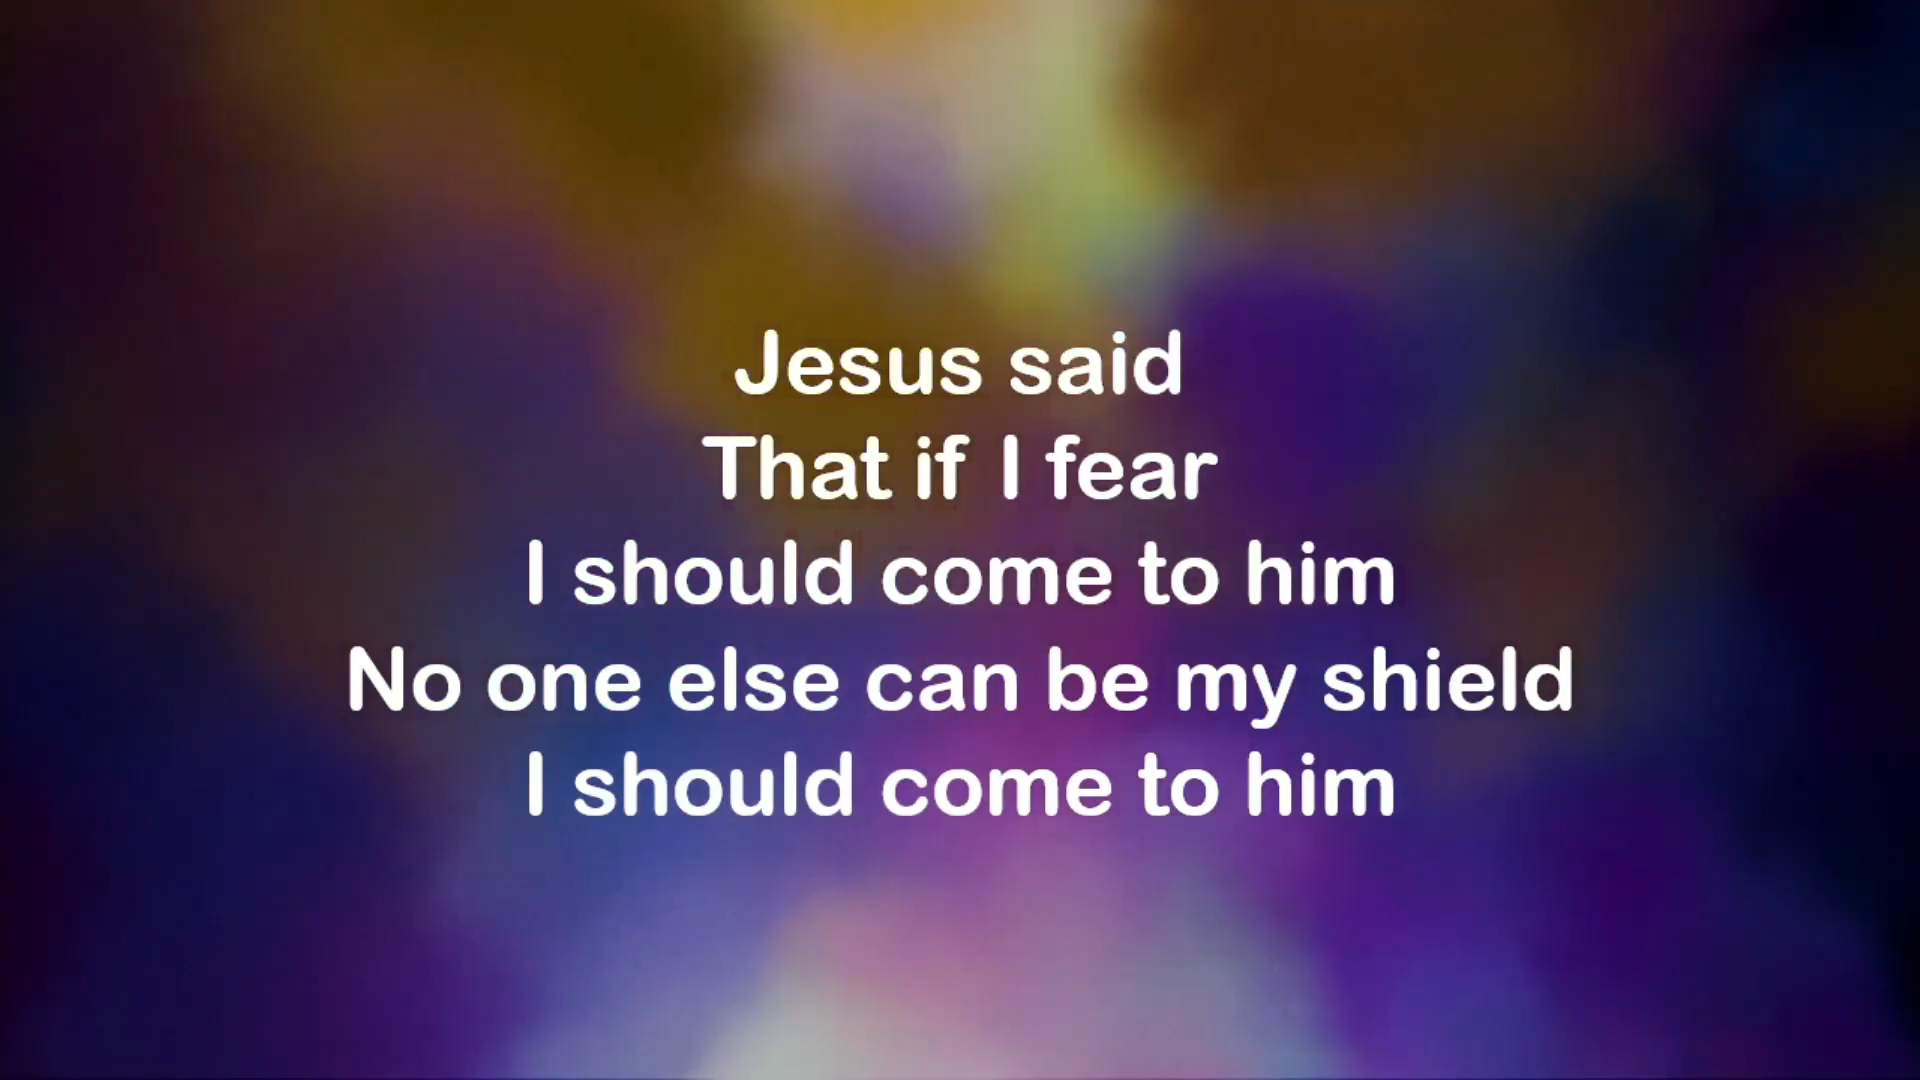 Jesus said
That if I fear
I should come to him
No one else can be my shield
I should come to him